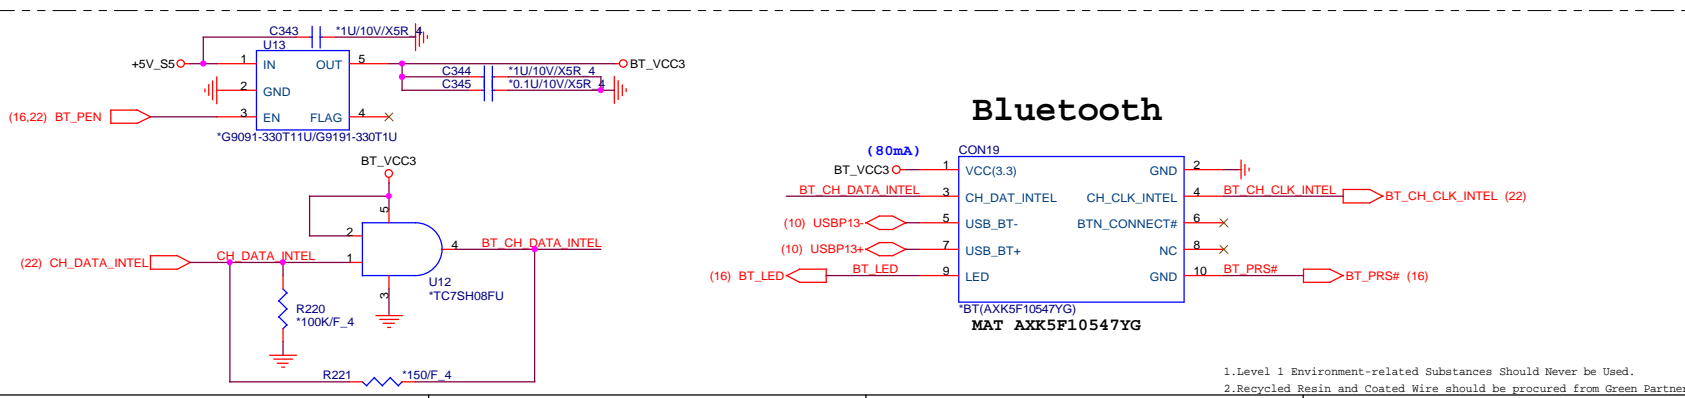 C343
*1U/10V/X5R_4
U13
+5V_S5
1
IN
OUT
5
BT_VCC3
C344
*1U/10V/X5R_4
2
GND
C345
*0.1U/10V/X5R_4
(16,22) BT_PEN
3
EN
FLAG
4
*G9091-330T11U/G9191-330T1U
BT_VCC3
5
2
4
BT_CH_DATA_INTEL
(22) CH_DATA_INTEL
CH_DATA_INTEL
1
U12
*TC7SH08FU
3
R220
*100K/F_4
R221
*150/F_4
Bluetooth
(80mA)
CON19
BT_VCC3
1
VCC(3.3)
GND
2
BT_CH_DATA_INTEL
3
CH_DAT_INTEL
CH_CLK_INTEL
4
BT_CH_CLK_INTEL
BT_CH_CLK_INTEL (22)
(10) USBP13-
5
USB_BT-
BTN_CONNECT#
6
(10) USBP13+
7
USB_BT+
NC
8
(16) BT_LED
BT_LED
9
LED
GND
10
BT_PRS#
BT_PRS# (16)
*BT(AXK5F10547YG)
MAT AXK5F10547YG
1.Level 1 Environment-related Substances Should Never be Used.
2.Recycled Resin and Coated Wire should be procured from Green Partner